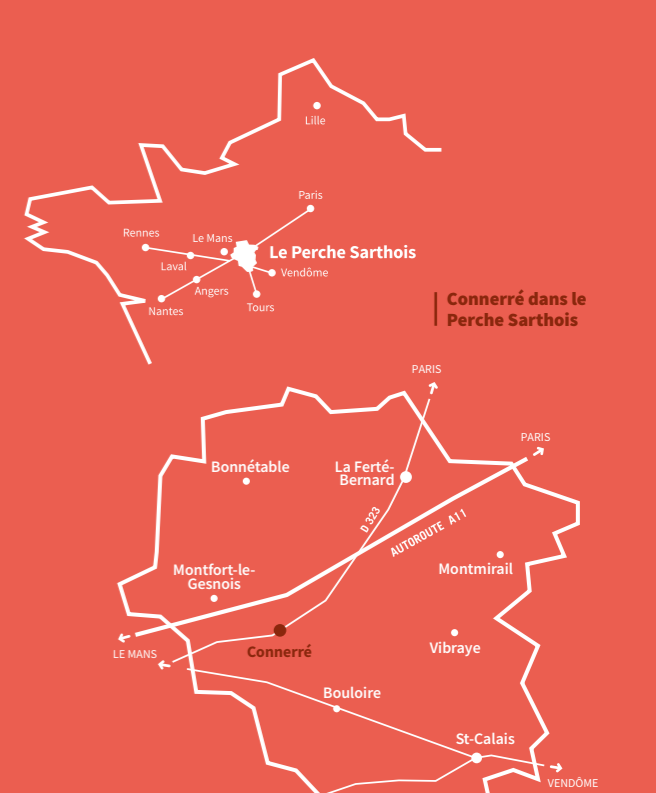 Lille
Paris
Rennes
Le Mans
Le Perche Sarthois
Laval
Vendôme
Angers
Nantes
Tours
Connerré dans le
Perche Sarthois
PARIS
PARIS
Bonnétable
La Ferté-
Bernard
D 323
AUTOROUTE A11
Montmirail
Montfort-le-
Gesnois
LE MANS
Connerré
Vibraye
Bouloire
St-Calais
VENDÔME